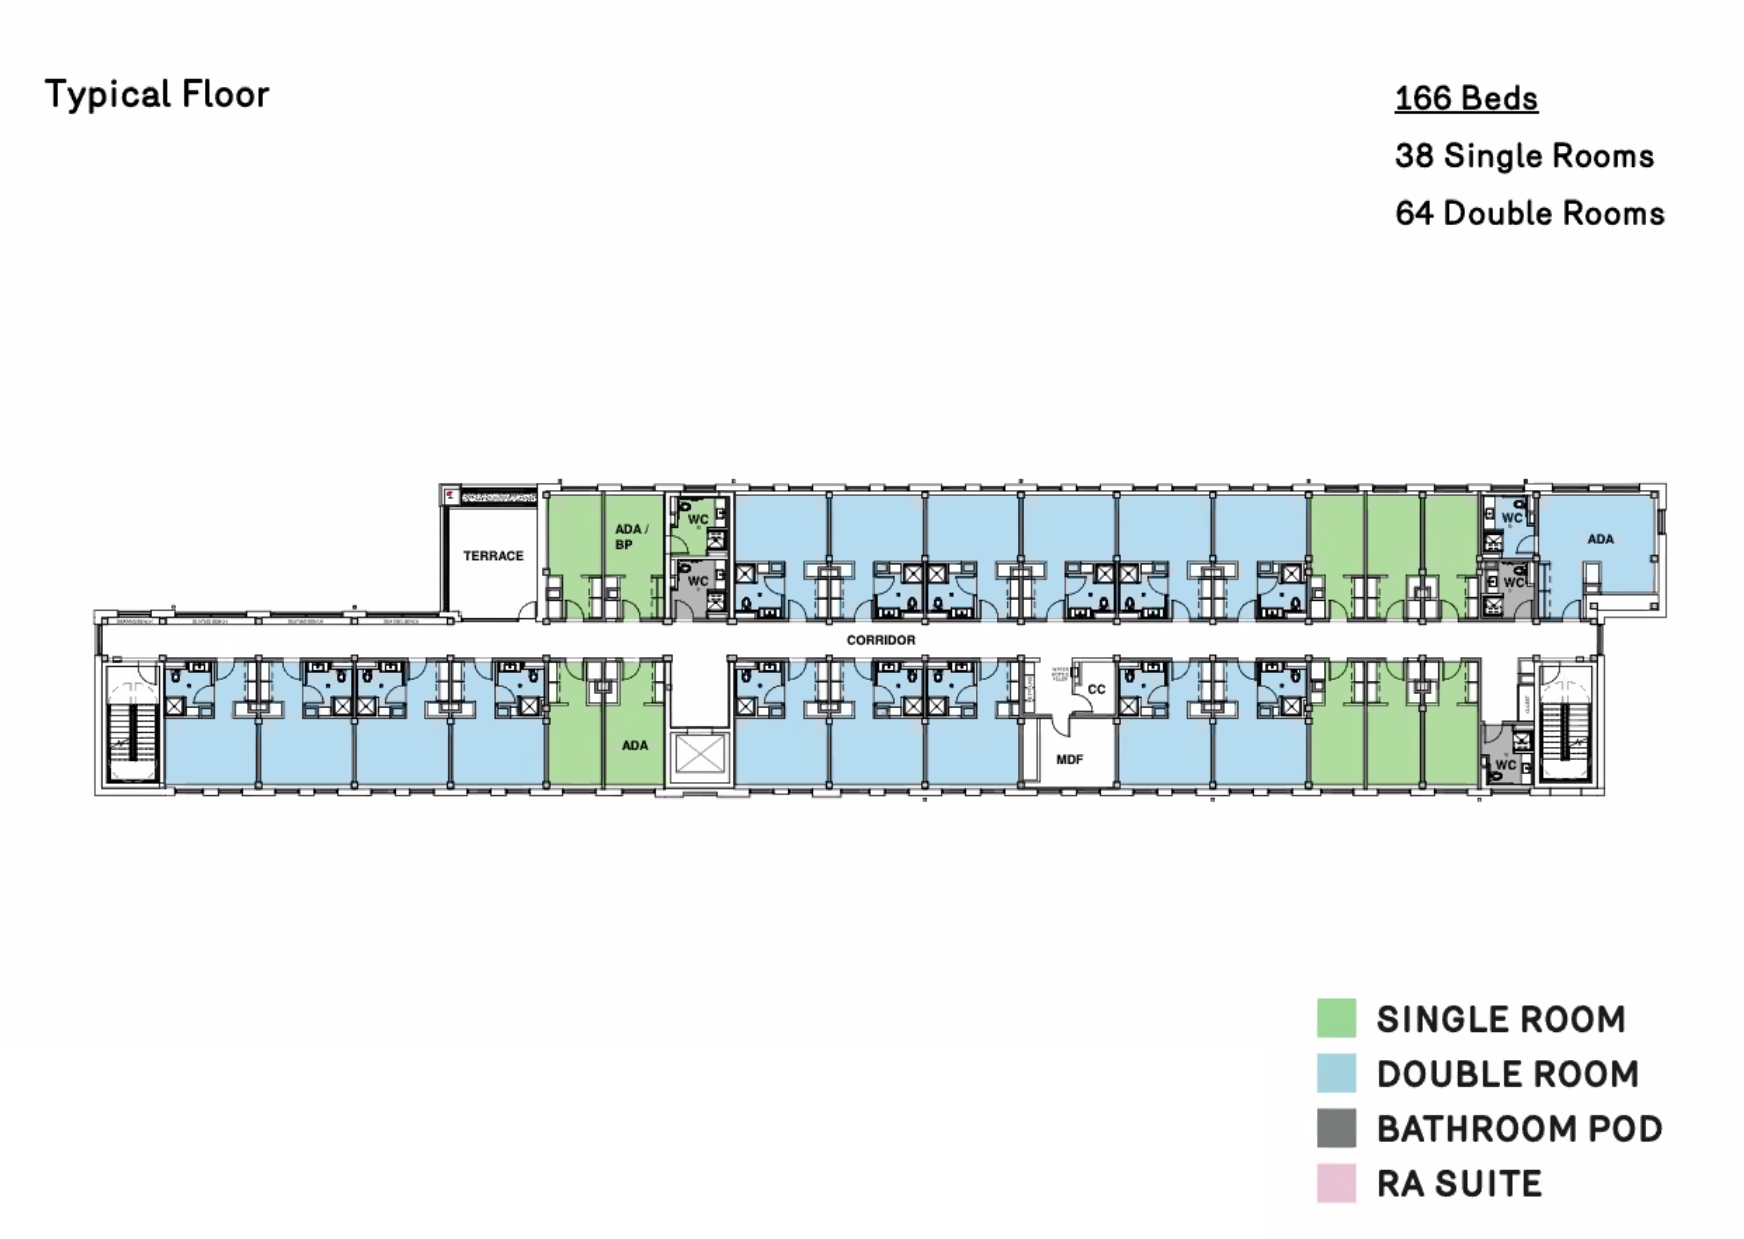 Typical Floor
166 Beds
38 Single Rooms
64 Double Rooms
ADA /
BP
WC
WC
TERRACE
WC
WC
ADA
CORRIDOR
ADA
CC
MDF
WC
CLOSET
SINGLE ROOM
DOUBLE ROOM
BATHROOM POD
RA SUITE